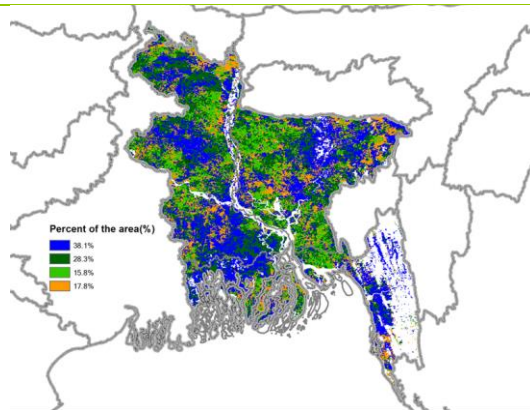 Percent of the area(%)
38.1%
28.3%
15.8%
17.8%